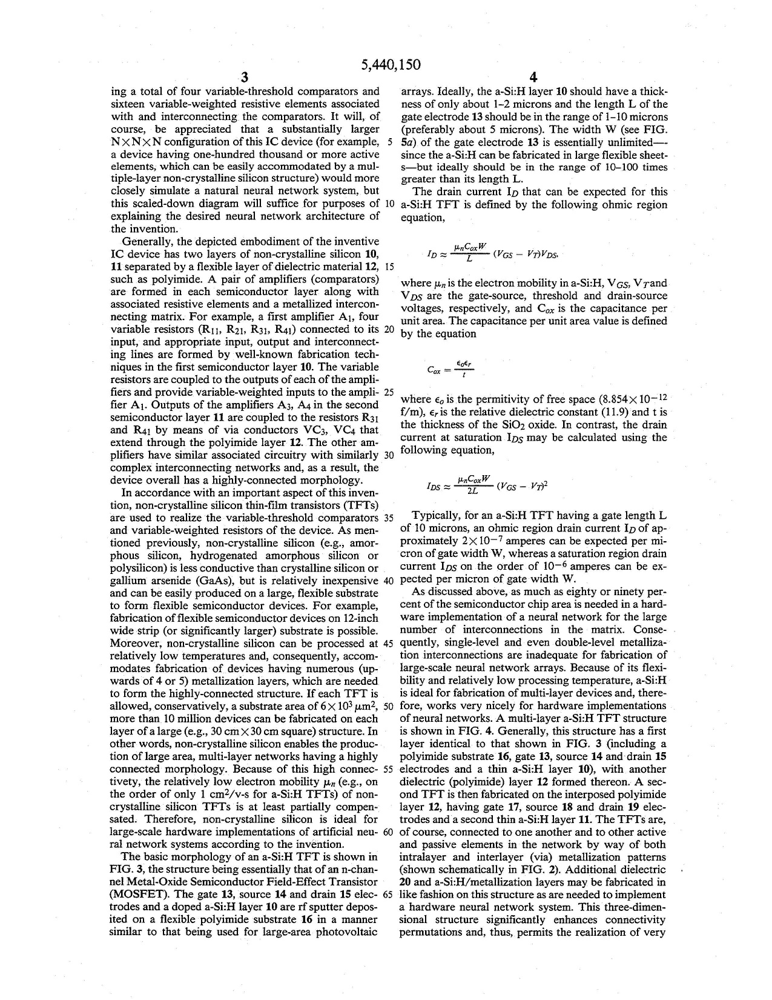 5,440,150
3
ing a total of four variable-threshold comparators and
sixteen variable-weighted resistive elements associated
with and interconnecting the comparators. It will, of
course, be appreciated that a substantially larger
N×N×N configuration of this IC device (for example,
a device having one-hundred thousand or more active
elements, which can be easily accommodated by a mul-
tiple-layer non-crystalline silicon structure) would more
closely simulate a natural neural network system, but
this scaled-down diagram will suffice for purposes of
explaining the desired neural network architecture of
the invention.
Generally, the depicted embodiment of the inventive
IC device has two layers of non-crystalline silicon 10,
11 separated by a flexible layer of dielectric material 12,
such as polyimide. A pair of amplifiers (comparators)
are formed in each semiconductor layer along with
associated resistive elements and a metallized intercon-
necting matrix. For example, a first amplifier A1, four
variable resistors (R11, R21, R31, R41) connected to its
input, and appropriate input, output and interconnect-
ing lines are formed by well-known fabrication tech-
niques in the first semiconductor layer 10. The variable
resistors are coupled to the outputs of each of the ampli-
fiers and provide variable-weighted inputs to the ampli-
fier A1. Outputs of the amplifiers A3, A4 in the second
semiconductor layer 11 are coupled to the resistors R31
and R41 by means of via conductors VC3, VC4 that
extend through the polyimide layer 12. The other am-
plifiers have similar associated circuitry with similarly
complex interconnecting networks and, as a result, the
device overall has a highly-connected morphology.
In accordance with an important aspect of this inven-
tion, non-crystalline silicon thin-film transistors (TFTs)
are used to realize the variable-threshold comparators
and variable-weighted resistors of the device. As men-
tioned previously, non-crystalline silicon (e.g., amor-
phous silicon, hydrogenated amorphous silicon or
polysilicon) is less conductive than crystalline silicon or
gallium arsenide (GaAs), but is relatively inexpensive
and can be easily produced on a large, flexible substrate
to form flexible semiconductor devices. For example,
fabrication of flexible semiconductor devices on 12-inch
wide strip (or significantly larger) substrate is possible.
Moreover, non-crystalline silicon can be processed at
relatively low temperatures and, consequently, accom-
modates fabrication of devices having numerous (up-
wards of 4 or 5) metallization layers, which are needed
to form the highly-connected structure. If each TFT is
allowed, conservatively, a substrate area of 6×10³ μm²,
more than 10 million devices can be fabricated on each
layer of a large (e.g., 30 cm×30 cm square) structure. In
other words, non-crystalline silicon enables the produc-
tion of large area, multi-layer networks having a highly
connected morphology. Because of this high connec-
tivety, the relatively low electron mobility μn (e.g., on
the order of only 1 cm²/v-s for a-Si:H TFTs) of non-
crystalline silicon TFTs is at least partially compen-
sated. Therefore, non-crystalline silicon is ideal for
large-scale hardware implementations of artificial neu-
ral network systems according to the invention.
The basic morphology of an a-Si:H TFT is shown in
FIG. 3, the structure being essentially that of an n-chan-
nel Metal-Oxide Semiconductor Field-Effect Transistor
(MOSFET). The gate 13, source 14 and drain 15 elec-
trodes and a doped a-Si:H layer 10 are rf sputter depos-
ited on a flexible polyimide substrate 16 in a manner
similar to that being used for large-area photovoltaic
5
10
15
20
25
30
35
40
45
50
55
60
65
4
arrays. Ideally, the a-Si:H layer 10 should have a thick-
ness of only about 1-2 microns and the length L of the
gate electrode 13 should be in the range of 1-10 microns
(preferably about 5 microns). The width W (see FIG.
5a) of the gate electrode 13 is essentially unlimited—-
since the a-Si:H can be fabricated in large flexible sheet-
s—but ideally should be in the range of 10-100 times
greater than its length L.
The drain current ID that can be expected for this
a-Si:H TFT is defined by the following ohmic region
equation,
ID ≈ μnCoxW / L (VGS − VT)VDS,
where μn is the electron mobility in a-Si:H, VGS, VT and
VDS are the gate-source, threshold and drain-source
voltages, respectively, and Cox is the capacitance per
unit area. The capacitance per unit area value is defined
by the equation
Cox = ϵoϵr / t
where ϵo is the permitivity of free space (8.854×10−12
f/m), ϵr is the relative dielectric constant (11.9) and t is
the thickness of the SiO2 oxide. In contrast, the drain
current at saturation IDS may be calculated using the
following equation,
IDS ≈ μnCoxW / 2L (VGS − VT)²
Typically, for an a-Si:H TFT having a gate length L
of 10 microns, an ohmic region drain current ID of ap-
proximately 2×10−7 amperes can be expected per mi-
cron of gate width W, whereas a saturation region drain
current IDS on the order of 10−6 amperes can be ex-
pected per micron of gate width W.
As discussed above, as much as eighty or ninety per-
cent of the semiconductor chip area is needed in a hard-
ware implementation of a neural network for the large
number of interconnections in the matrix. Conse-
quently, single-level and even double-level metalliza-
tion interconnections are inadequate for fabrication of
large-scale neural network arrays. Because of its flexi-
bility and relatively low processing temperature, a-Si:H
is ideal for fabrication of multi-layer devices and, there-
fore, works very nicely for hardware implementations
of neural networks. A multi-layer a-Si:H TFT structure
is shown in FIG. 4. Generally, this structure has a first
layer identical to that shown in FIG. 3 (including a
polyimide substrate 16, gate 13, source 14 and drain 15
electrodes and a thin a-Si:H layer 10), with another
dielectric (polyimide) layer 12 formed thereon. A sec-
ond TFT is then fabricated on the interposed polyimide
layer 12, having gate 17, source 18 and drain 19 elec-
trodes and a second thin a-Si:H layer 11. The TFTs are,
of course, connected to one another and to other active
and passive elements in the network by way of both
intralayer and interlayer (via) metallization patterns
(shown schematically in FIG. 2). Additional dielectric
20 and a-Si:H/metallization layers may be fabricated in
like fashion on this structure as are needed to implement
a hardware neural network system. This three-dimen-
sional structure significantly enhances connectivity
permutations and, thus, permits the realization of very